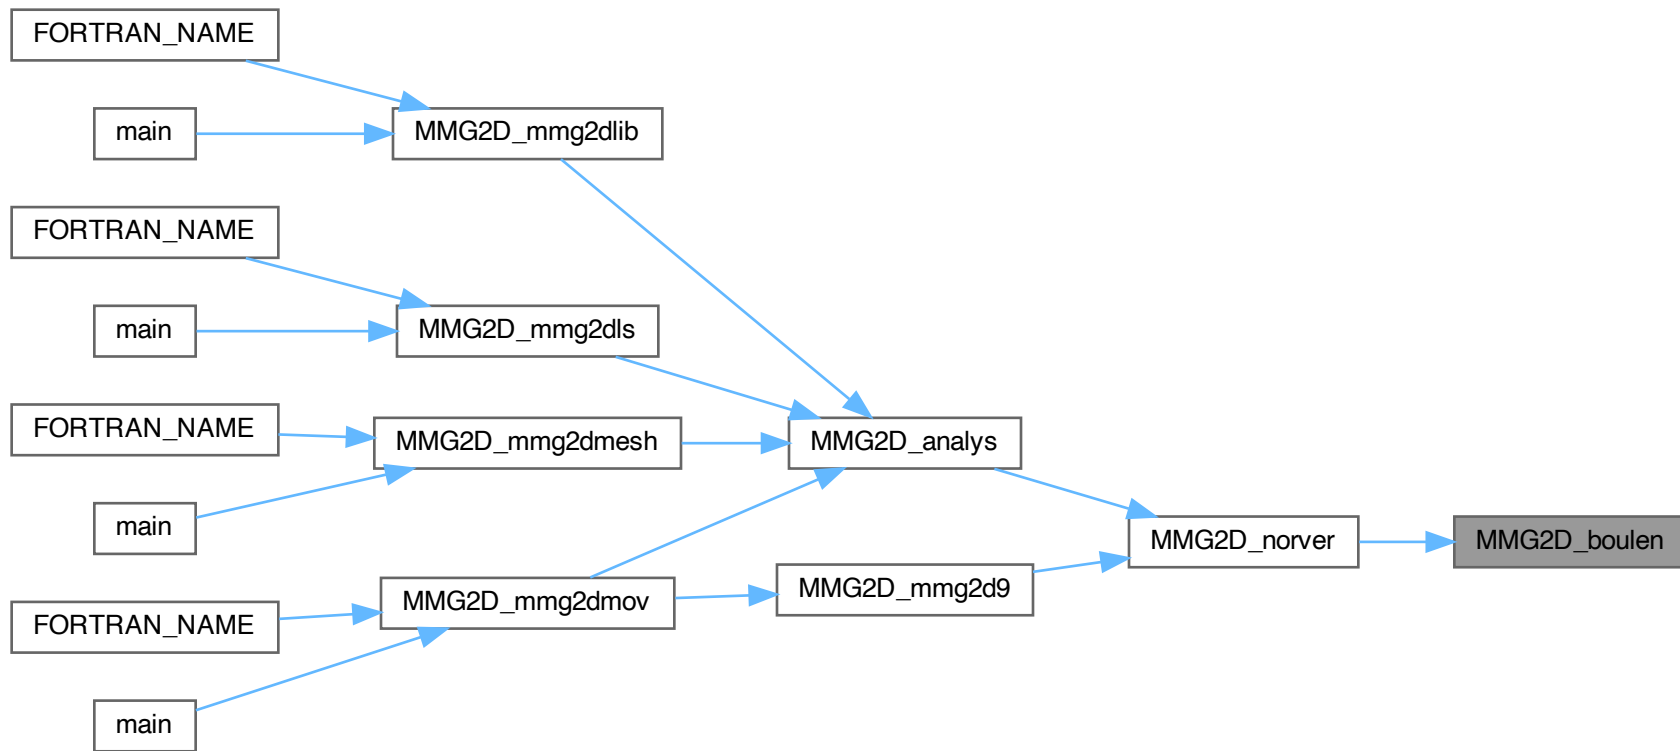 FORTRAN_NAME
main
MMG2D_mmg2dlib
FORTRAN_NAME
main
MMG2D_mmg2dls
FORTRAN_NAME
main
MMG2D_mmg2dmesh
MMG2D_analys
FORTRAN_NAME
main
MMG2D_mmg2dmov
MMG2D_mmg2d9
MMG2D_norver
MMG2D_boulen